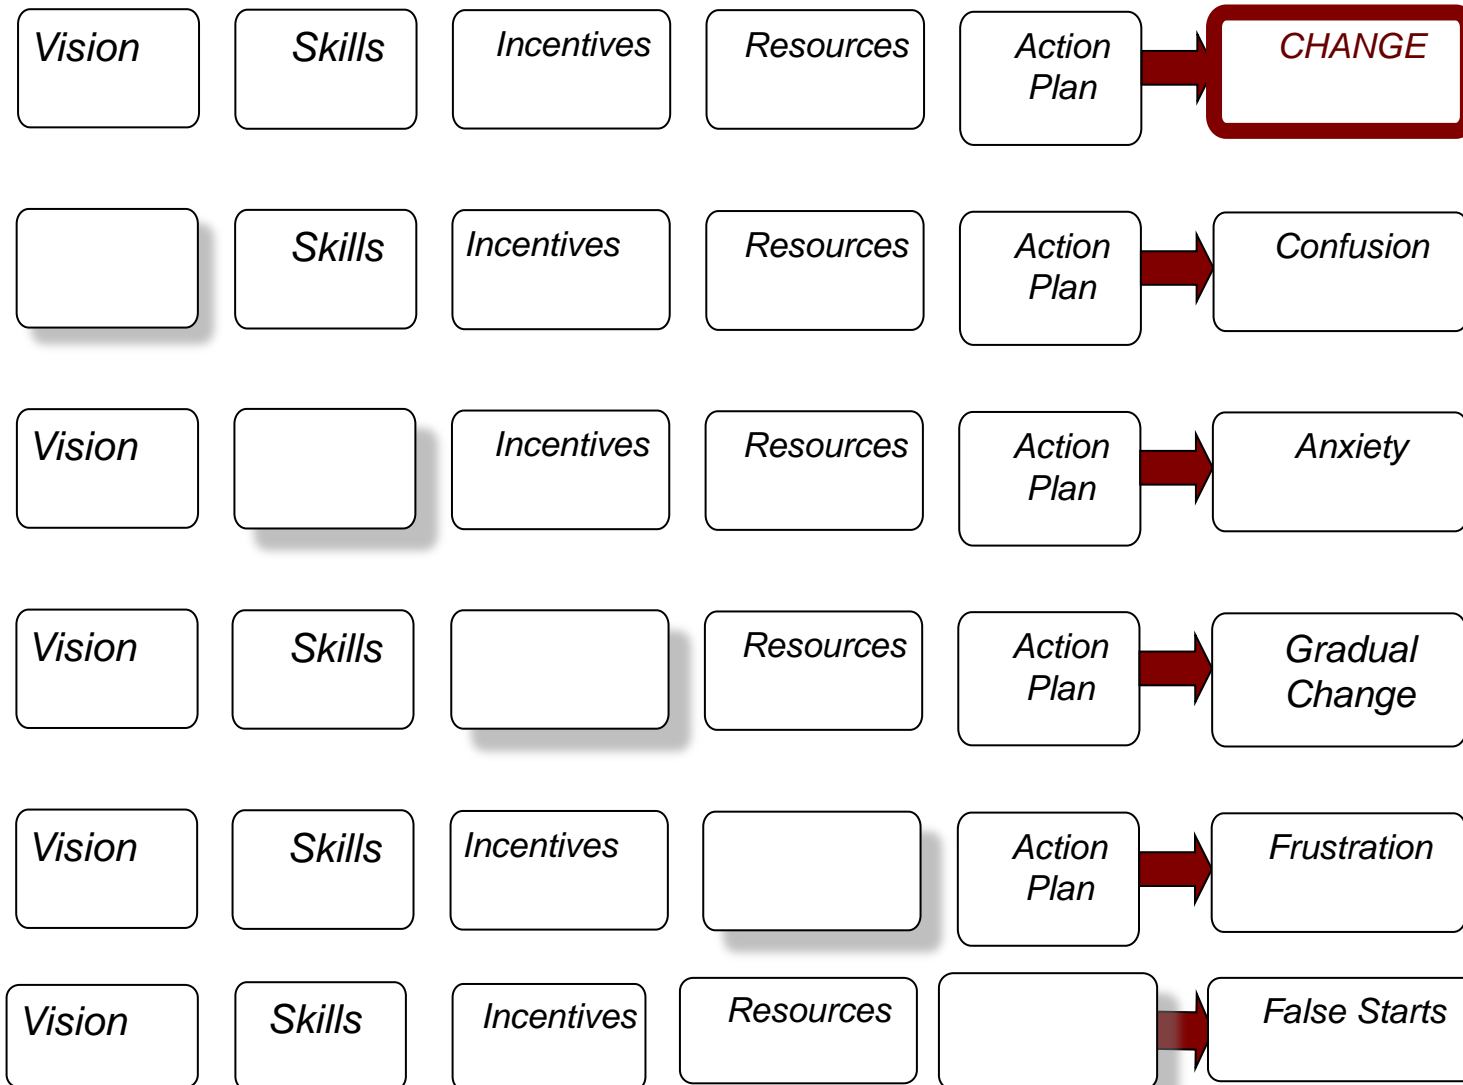 Vision Skills Incentives Resources Action Plan CHANGE
Skills Incentives Resources Action Plan Confusion
Vision Incentives Resources Action Plan Anxiety
Vision Skills Resources Action Plan Gradual Change
Vision Skills Incentives Action Plan Frustration
Vision Skills Incentives Resources False Starts